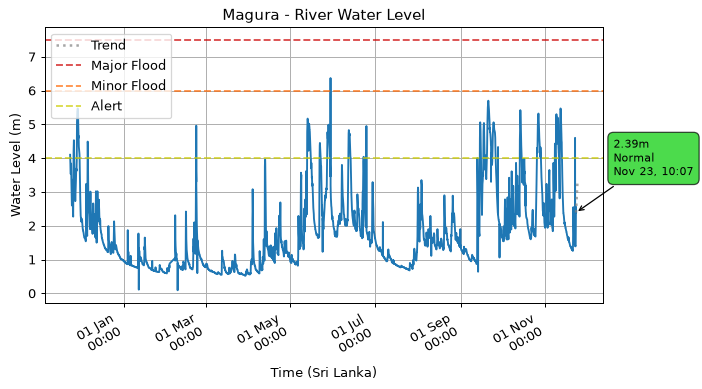 Magura - River Water Level
Trend
Major Flood
Minor Flood
Alert
Water Level (m)
7
6
5
4
3
2
1
0
2.39m
Normal
Nov 23, 10:07
01 Jan
00:00
01 Mar
00:00
01 May
00:00
01 Jul
00:00
01 Sep
00:00
01 Nov
00:00
Time (Sri Lanka)